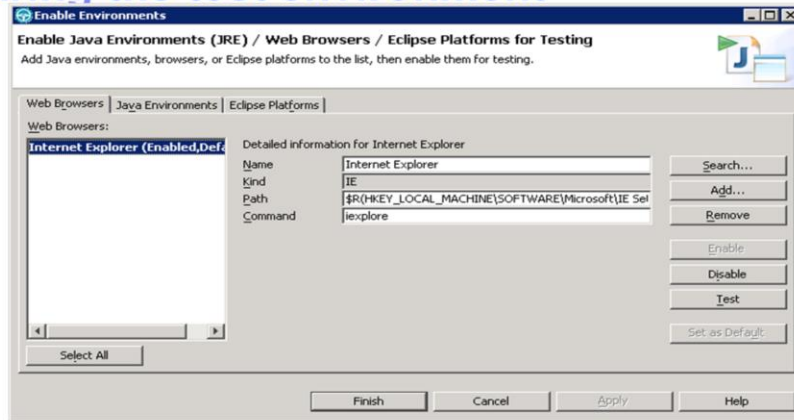 Enable Environments
Enable Java Environments (JRE) / Web Browsers / Eclipse Platforms for Testing
Add Java environments, browsers, or Eclipse platforms to the list, then enable them for testing.
Web Browsers Java Environments Eclipse Platforms
Web Browsers:
Internet Explorer (Enabled,Defa
Detailed information for Internet Explorer
Name Internet Explorer
Kind IE
Path $R(HKEY_LOCAL_MACHINE\SOFTWARE\Microsoft\IE Set
Command iexplore
Search...
Add...
Remove
Enable
Disable
Test
Set as Default
Select All
Finish Cancel Apply Help